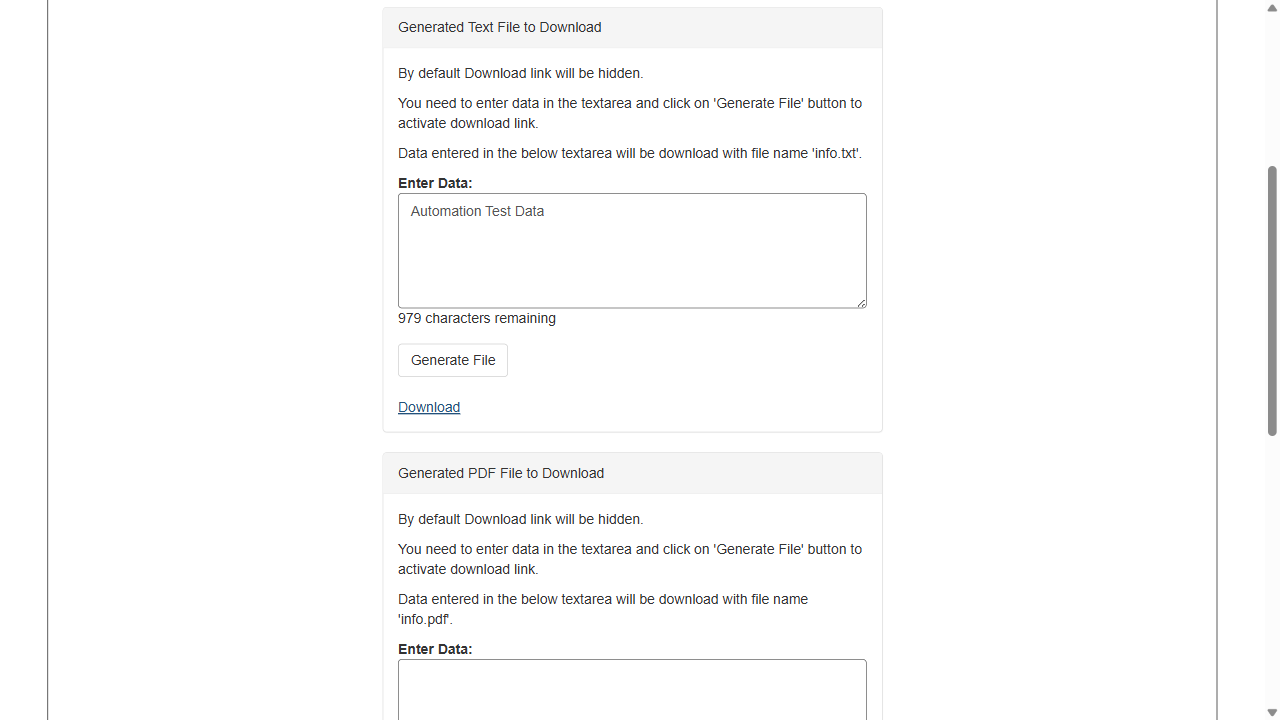 Generated Text File to Download
By default Download link will be hidden.
You need to enter data in the textarea and click on 'Generate File' button to
activate download link.
Data entered in the below textarea will be download with file name 'info.txt'.
Enter Data:
Automation Test Data
979 characters remaining
Generate File
Download
Generated PDF File to Download
By default Download link will be hidden.
You need to enter data in the textarea and click on 'Generate File' button to
activate download link.
Data entered in the below textarea will be download with file name
'info.pdf'.
Enter Data: